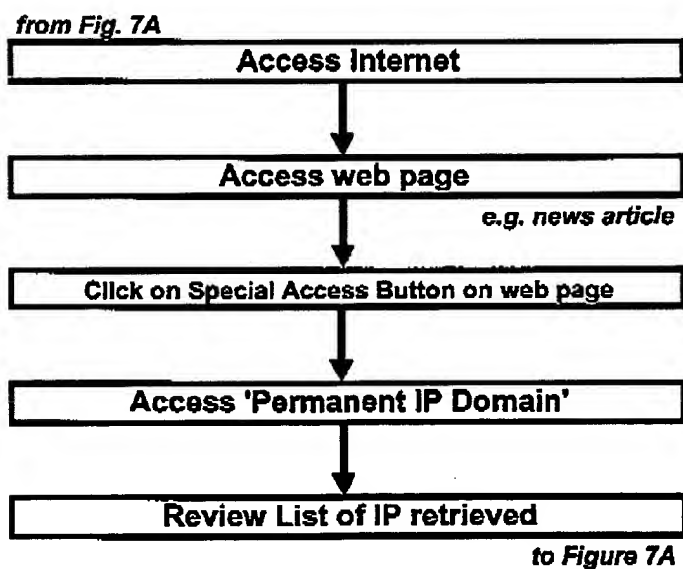 from Fig. 7A
Access Internet
Access web page
e.g. news article
Click on Special Access Button on web page
Access 'Permanent IP Domain'
Review List of IP retrieved
to Figure 7A